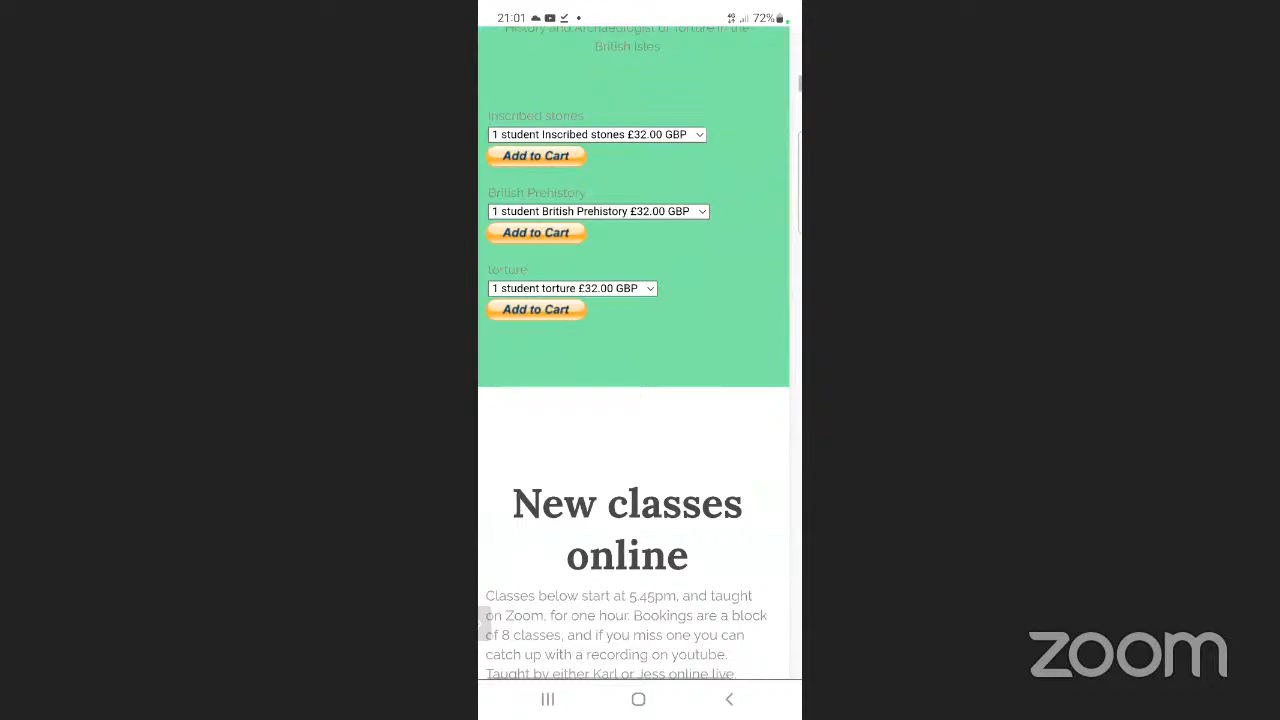 21:01
72%
History and Archaeologist of Torture in the
British Isles
Inscribed stones
1 student Inscribed stones £32.00 GBP
Add to Cart
British Prehistory
1 student British Prehistory £32.00 GBP
Add to Cart
torture
1 student torture £32.00 GBP
Add to Cart
New classes
online
Classes below start at 5.45pm, and taught
on Zoom, for one hour. Bookings are a block
of 8 classes, and if you miss one you can
catch up with a recording on youtube.
Taught by either Karl or Jess online live,
zoom